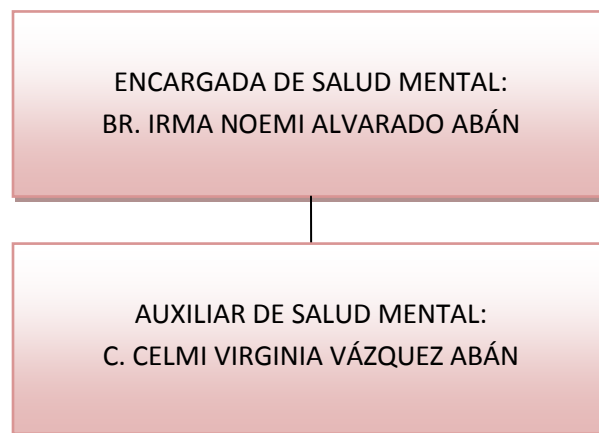 ENCARGADA DE SALUD MENTAL:
BR. IRMA NOEMI ALVARADO ABÁN
AUXILIAR DE SALUD MENTAL:
C. CELMI VIRGINIA VÁZQUEZ ABÁN